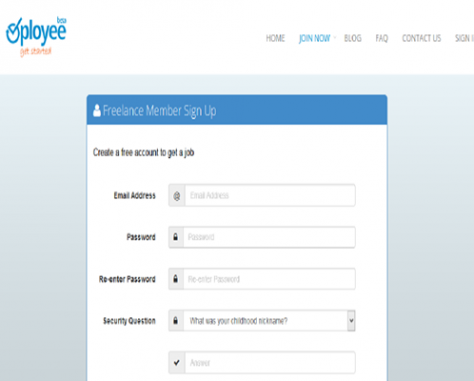 beta
Oployee
get started
HOME JOIN NOW BLOG FAQ CONTACT US SIGN I
Freelance Member Sign Up
Create a free account to get a job
Email Address @ Email Address
Password Password
Re-enter Password Re-enter Password
Security Question What was your childhood nickname?
Answer